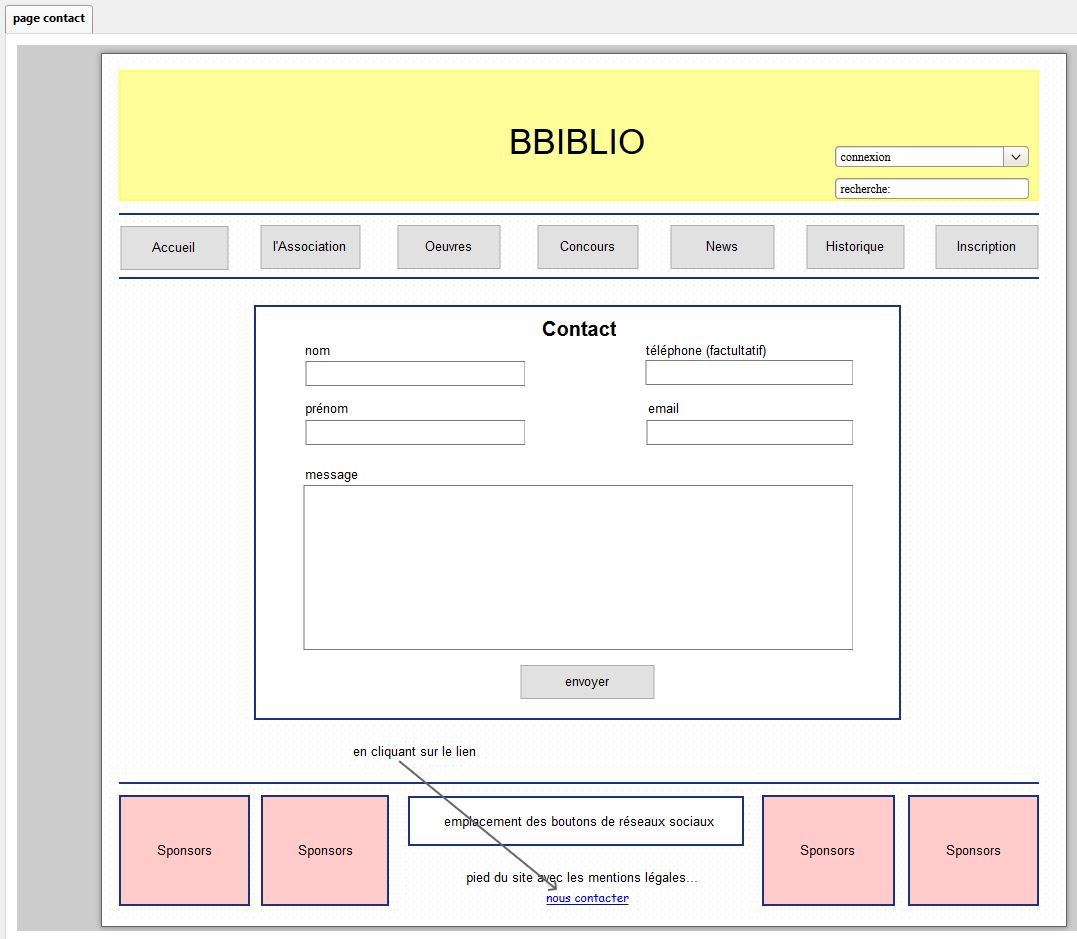 page contact
BBIBLIO
connexion
recherche:
Accueil
l'Association
Oeuvres
Concours
News
Historique
Inscription
Contact
nom
téléphone (factultatif)
prénom
email
message
envoyer
en cliquant sur le lien
Sponsors
Sponsors
emplacement des boutons de réseaux sociaux
Sponsors
Sponsors
pied du site avec les mentions légales...
nous contacter